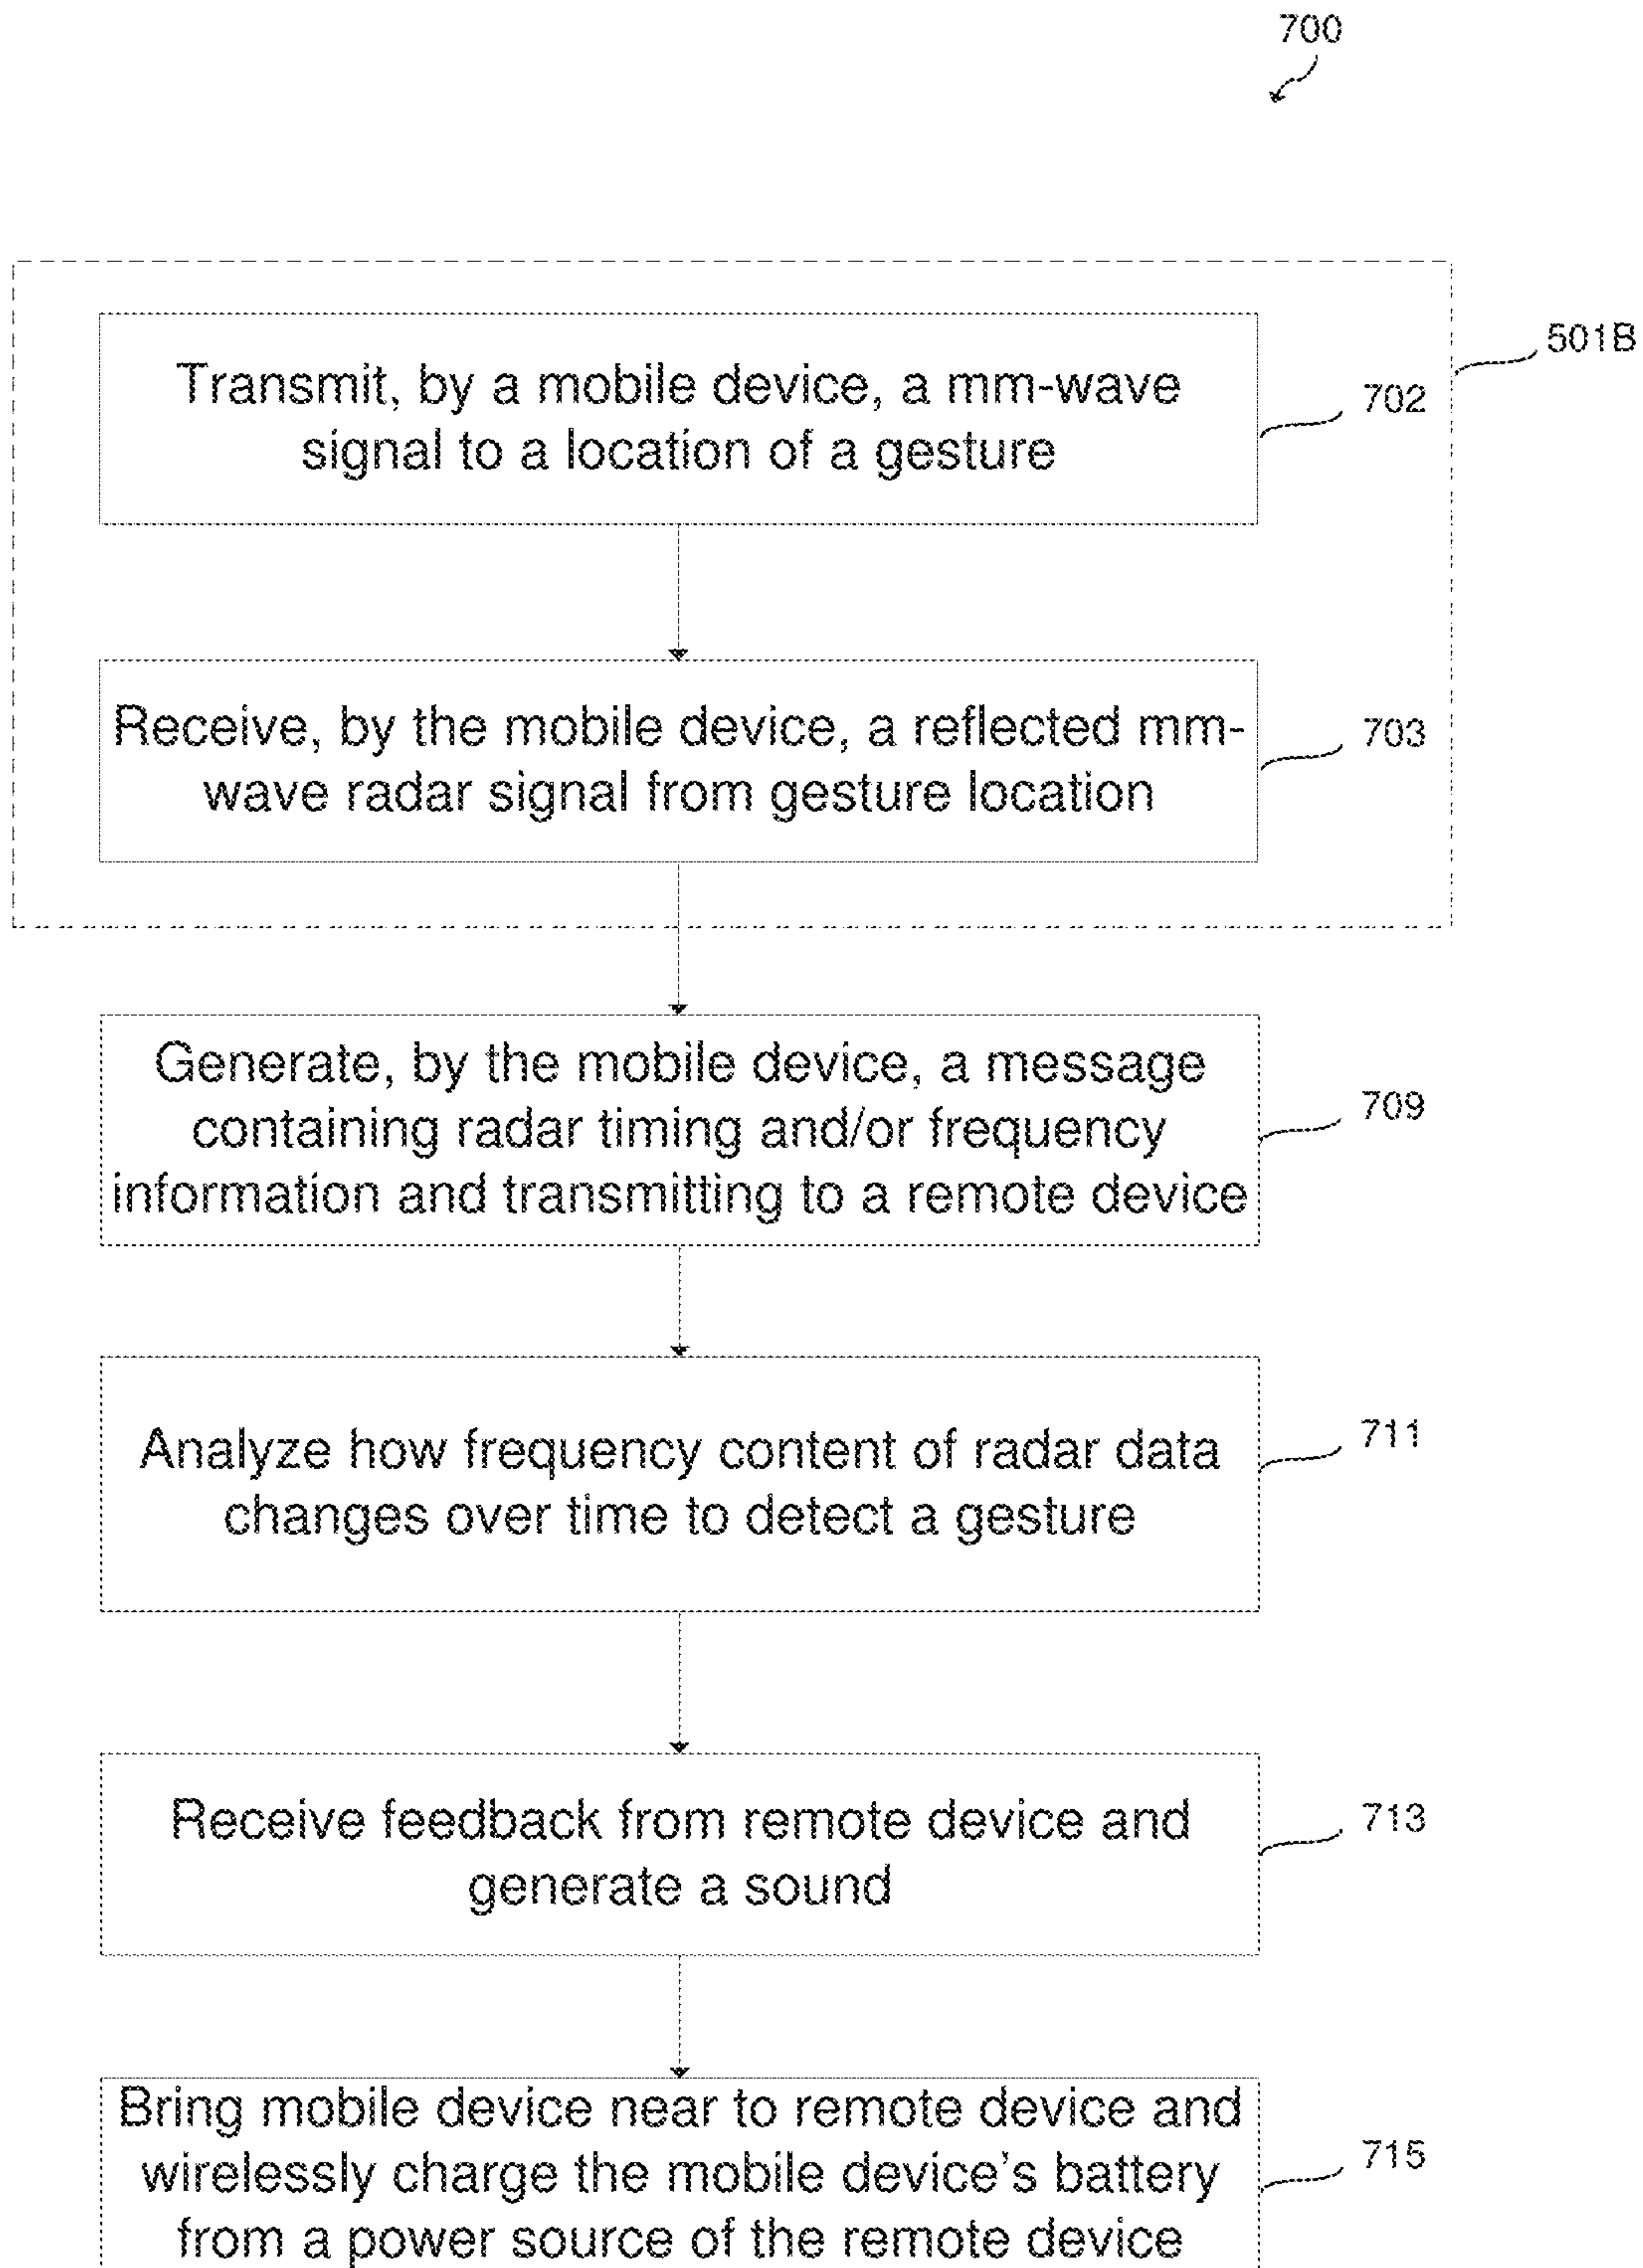 700
501B
Transmit, by a mobile device, a mm-wave
signal to a location of a gesture
702
Receive, by the mobile device, a reflected mm-
wave radar signal from gesture location
703
Generate, by the mobile device, a message
containing radar timing and/or frequency
information and transmitting to a remote device
709
Analyze how frequency content of radar data
changes over time to detect a gesture
711
Receive feedback from remote device and
generate a sound
713
Bring mobile device near to remote device and
wirelessly charge the mobile device's battery
from a power source of the remote device
715